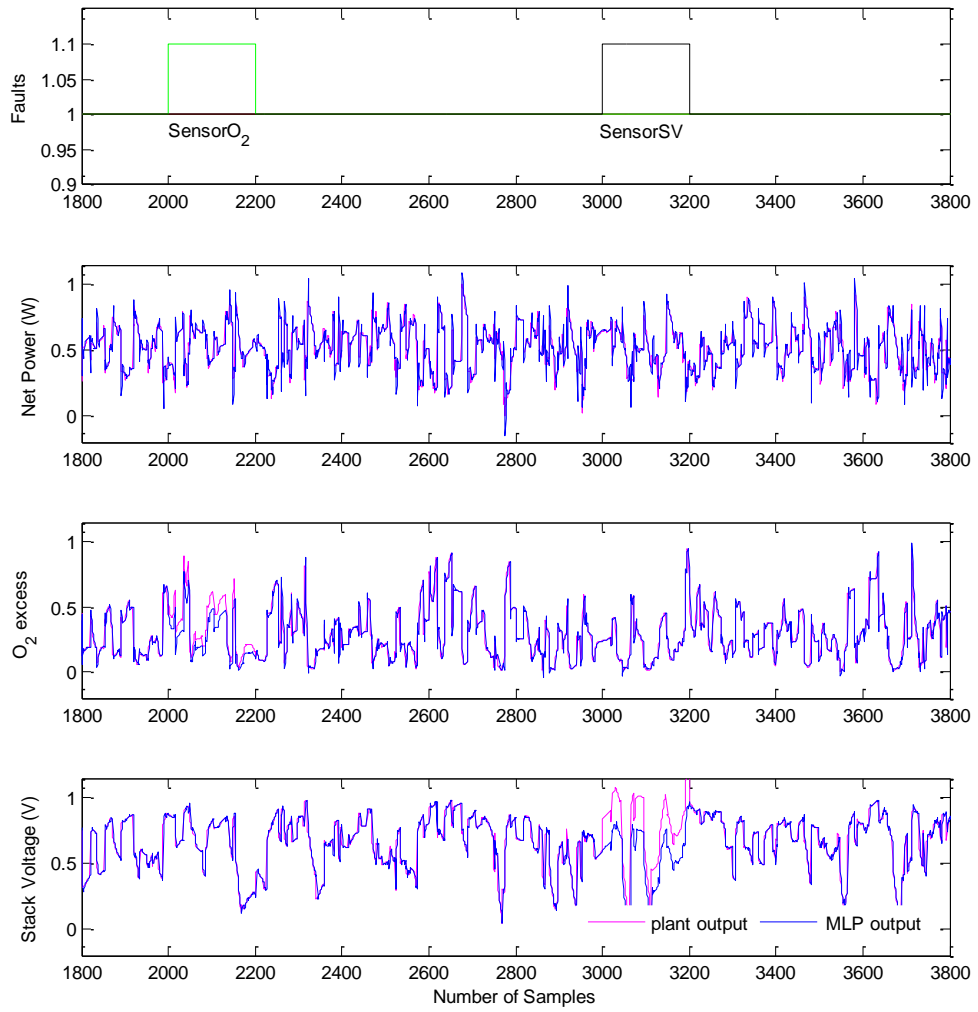 Faults
1.1
1.05
1
0.95
0.9
SensorO2
SensorSV
1800 2000 2200 2400 2600 2800 3000 3200 3400 3600 3800
Net Power (W)
1
0.5
0
1800 2000 2200 2400 2600 2800 3000 3200 3400 3600 3800
O2 excess
1
0.5
0
1800 2000 2200 2400 2600 2800 3000 3200 3400 3600 3800
Stack Voltage (V)
1
0.5
0
plant output
MLP output
1800 2000 2200 2400 2600 2800 3000 3200 3400 3600 3800
Number of Samples